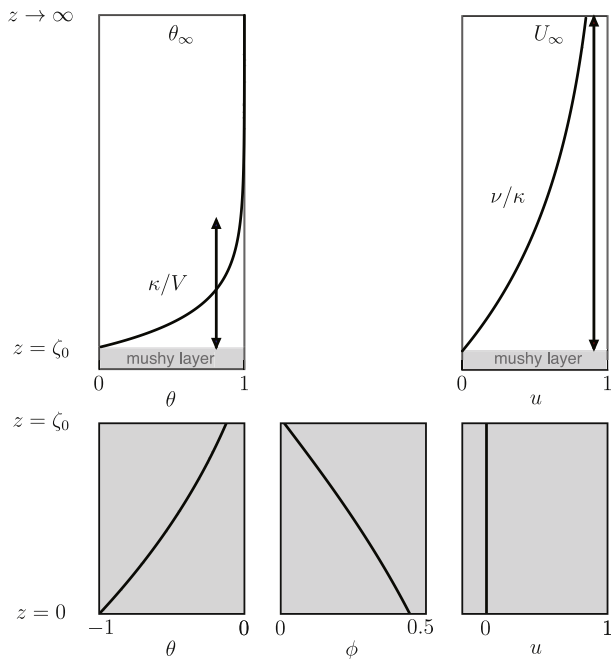 z → ∞
θ∞
U∞
ν/κ
κ/V
z = ζ₀
mushy layer
mushy layer
0 1
0 1
θ
u
z = ζ₀
z = 0
−1 0
0 0.5
0 1
θ
ϕ
u